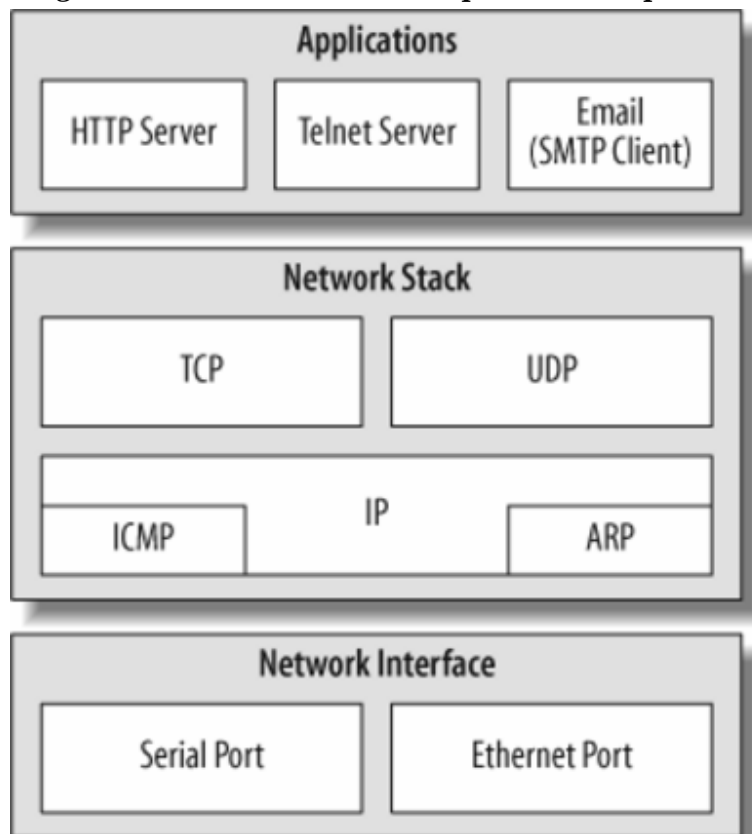 Applications
HTTP Server
Telnet Server
Email
(SMTP Client)
Network Stack
TCP
UDP
IP
ICMP
ARP
Network Interface
Serial Port
Ethernet Port